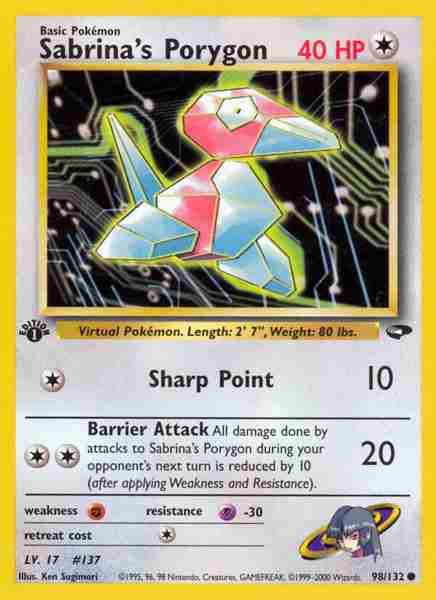 Basic Pokémon
Sabrina's Porygon 40 HP
EDITION
1
Virtual Pokémon. Length: 2' 7", Weight: 80 lbs.
Sharp Point 10
Barrier Attack All damage done by
attacks to Sabrina's Porygon during your
opponent's next turn is reduced by 10
(after applying Weakness and Resistance).
20
weakness resistance -30
retreat cost
LV. 17 #137
Illus. Ken Sugimori ©1995, 96, 98 Nintendo, Creatures, GAMEFREAK. ©1999-2000 Wizards. 98/132